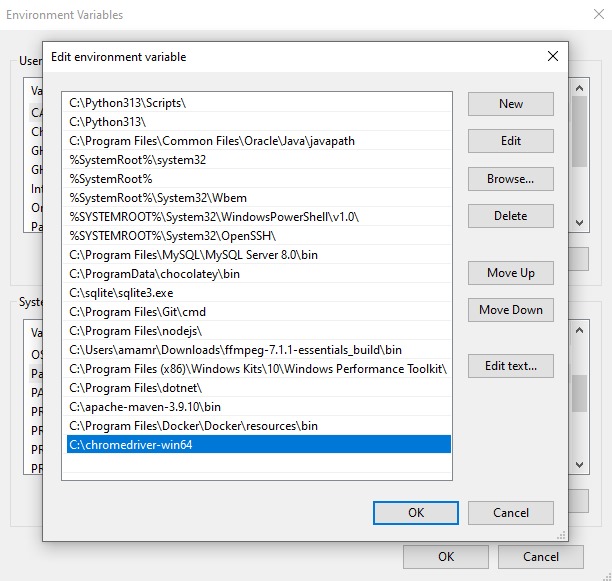 Environment Variables
Edit environment variable
User
Va
CA
CH
GH
GH
Int
On
Pa
C:\Python313\Scripts\
C:\Python313\
C:\Program Files\Common Files\Oracle\Java\javapath
%SystemRoot%\system32
%SystemRoot%
%SystemRoot%\System32\Wbem
%SYSTEMROOT%\System32\WindowsPowerShell\v1.0\
%SYSTEMROOT%\System32\OpenSSH\
C:\Program Files\MySQL\MySQL Server 8.0\bin
C:\ProgramData\chocolatey\bin
C:\sqlite\sqlite3.exe
C:\Program Files\Git\cmd
C:\Program Files\nodejs\
C:\Users\amamr\Downloads\ffmpeg-7.1.1-essentials_build\bin
C:\Program Files (x86)\Windows Kits\10\Windows Performance Toolkit\
C:\Program Files\dotnet\
C:\apache-maven-3.9.10\bin
C:\Program Files\Docker\Docker\resources\bin
C:\chromedriver-win64
New
Edit
Browse...
Delete
Move Up
Move Down
Edit text...
Syste
Va
OS
Pa
PA
PR
PR
PR
OK
Cancel
OK
Cancel